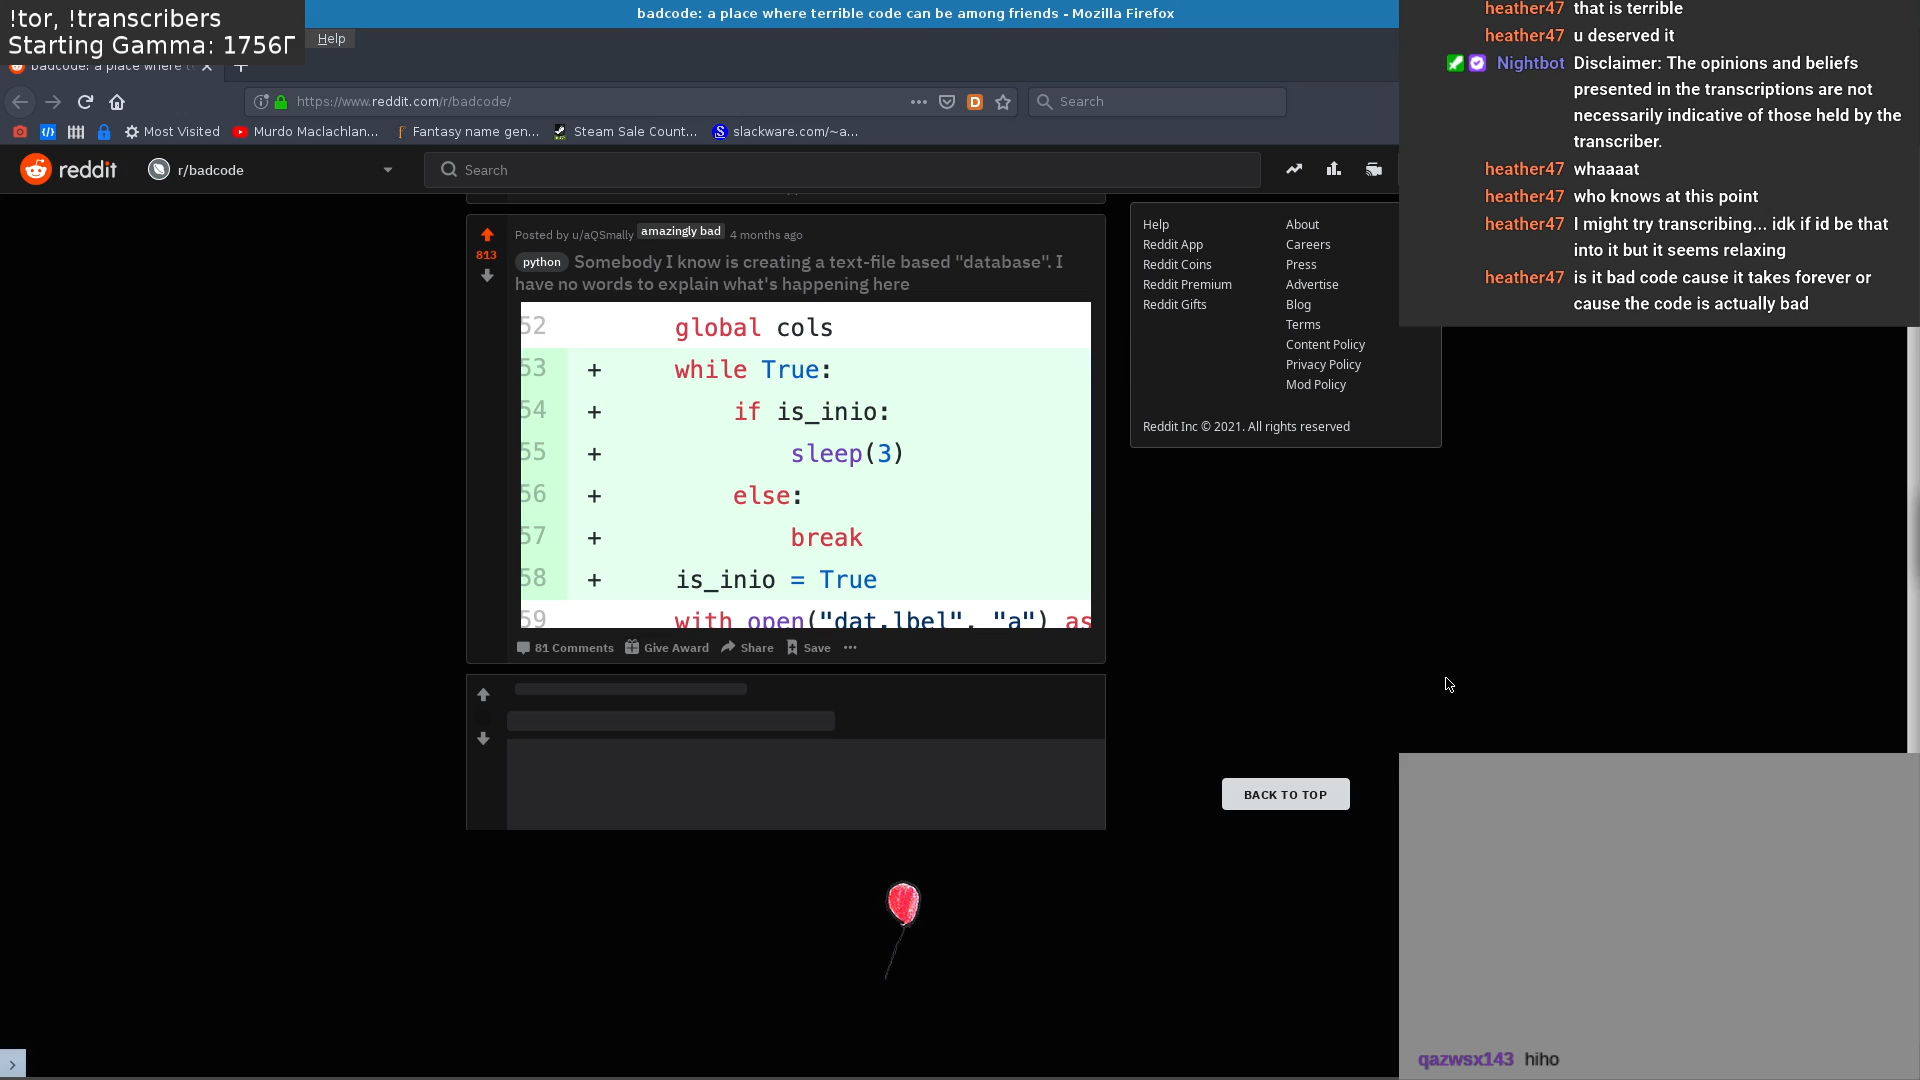 !tor, !transcribers
Starting Gamma: 1756Γ
badcode: a place where terrible code can be among friends - Mozilla Firefox
Help
badcode: a place where
https://www.reddit.com/r/badcode/
Search
Most Visited
Murdo Maclachlan...
Fantasy name gen...
Steam Sale Count...
slackware.com/~a...
reddit
r/badcode
Search
813
Posted by u/aQSmally amazingly bad 4 months ago
python Somebody I know is creating a text-file based "database". I
have no words to explain what's happening here
52 global cols
53 + while True:
54 + if is_inio:
55 + sleep(3)
56 + else:
57 + break
58 + is_inio = True
59 with open("dat.lbel", "a") as
81 Comments Give Award Share Save
Help
Reddit App
Reddit Coins
Reddit Premium
Reddit Gifts
About
Careers
Press
Advertise
Blog
Terms
Content Policy
Privacy Policy
Mod Policy
Reddit Inc © 2021. All rights reserved
BACK TO TOP
heather47 that is terrible
heather47 u deserved it
Nightbot Disclaimer: The opinions and beliefs
presented in the transcriptions are not
necessarily indicative of those held by the
transcriber.
heather47 whaaaat
heather47 who knows at this point
heather47 I might try transcribing... idk if id be that
into it but it seems relaxing
heather47 is it bad code cause it takes forever or
cause the code is actually bad
qazwsx143 hiho